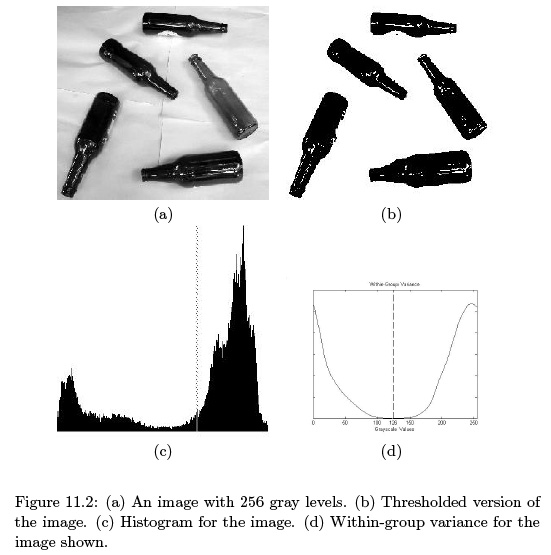 (a)
(b)
Within-Group Variance
0 50 100 126 150 200 250
Grayscale Values
(c)
(d)
Figure 11.2: (a) An image with 256 gray levels. (b) Thresholded version of
the image. (c) Histogram for the image. (d) Within-group variance for the
image shown.